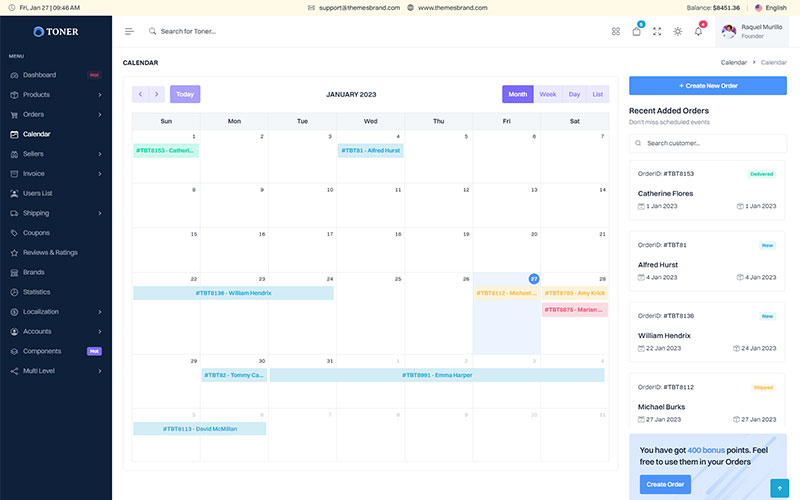 Fri, Jan 27 | 09:46 AM
support@themesbrand.com
www.themesbrand.com
Balance: $8451.36
English
TONER
Search for Toner...
5
4
Raquel Murillo
Founder
MENU
Dashboard Hot
Products
Orders
Calendar
Sellers
Invoice
Users List
Shipping
Coupons
Reviews & Ratings
Brands
Statistics
Localization
Accounts
Components Hot
Multi Level
CALENDAR
Calendar > Calendar
Today
JANUARY 2023
Month Week Day List
Sun Mon Tue Wed Thu Fri Sat
1 2 3 4 5 6 7
#TBT8153 - Catheri...
#TBT81 - Alfred Hurst
8 9 10 11 12 13 14
15 16 17 18 19 20 21
22 23 24 25 26 27 28
#TBT8136 - William Hendrix
#TBT8112 - Michael ...
#TBT8789 - Amy Krick
#TBT8875 - Marian ...
29 30 31 1 2 3 4
#TBT82 - Tommy Ca...
#TBT8991 - Emma Harper
5 6 7 8 9 10 11
#TBT8113 - David McMillan
+ Create New Order
Recent Added Orders
Don't miss scheduled events
Search customer...
OrderID: #TBT8153 Delivered
Catherine Flores
1 Jan 2023 1 Jan 2023
OrderID: #TBT81 New
Alfred Hurst
4 Jan 2023 4 Jan 2023
OrderID: #TBT8136 New
William Hendrix
22 Jan 2023 24 Jan 2023
OrderID: #TBT8112 Shipped
Michael Burks
27 Jan 2023 27 Jan 2023
You have got 400 bonus points. Feel
free to use them in your Orders
Create Order